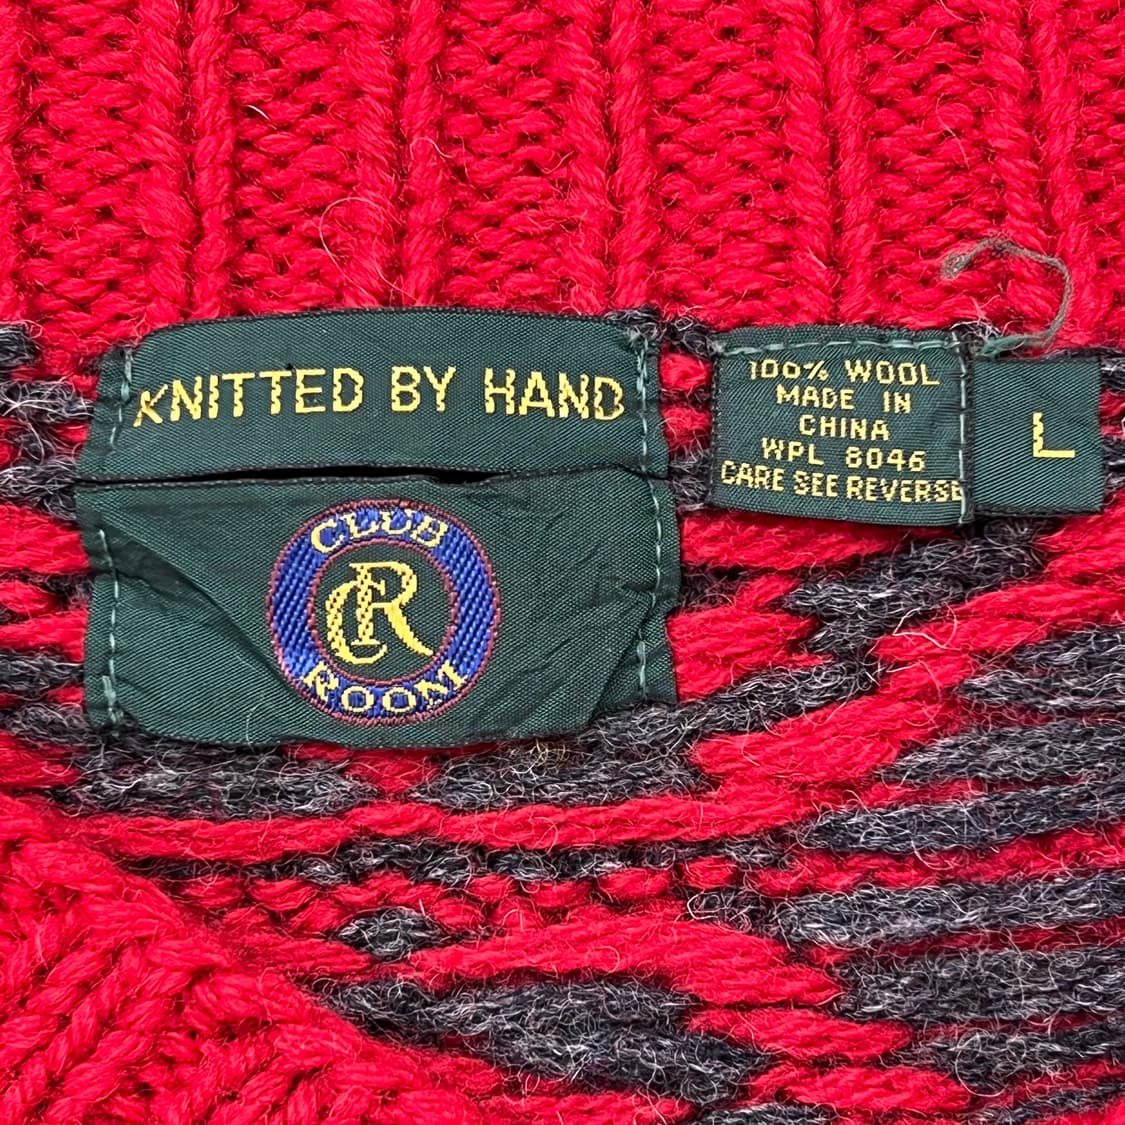 KNITTED BY HAND
CLUB
CR
ROOM
100% WOOL
MADE IN
CHINA
WPL 8046
CARE SEE REVERSE
L